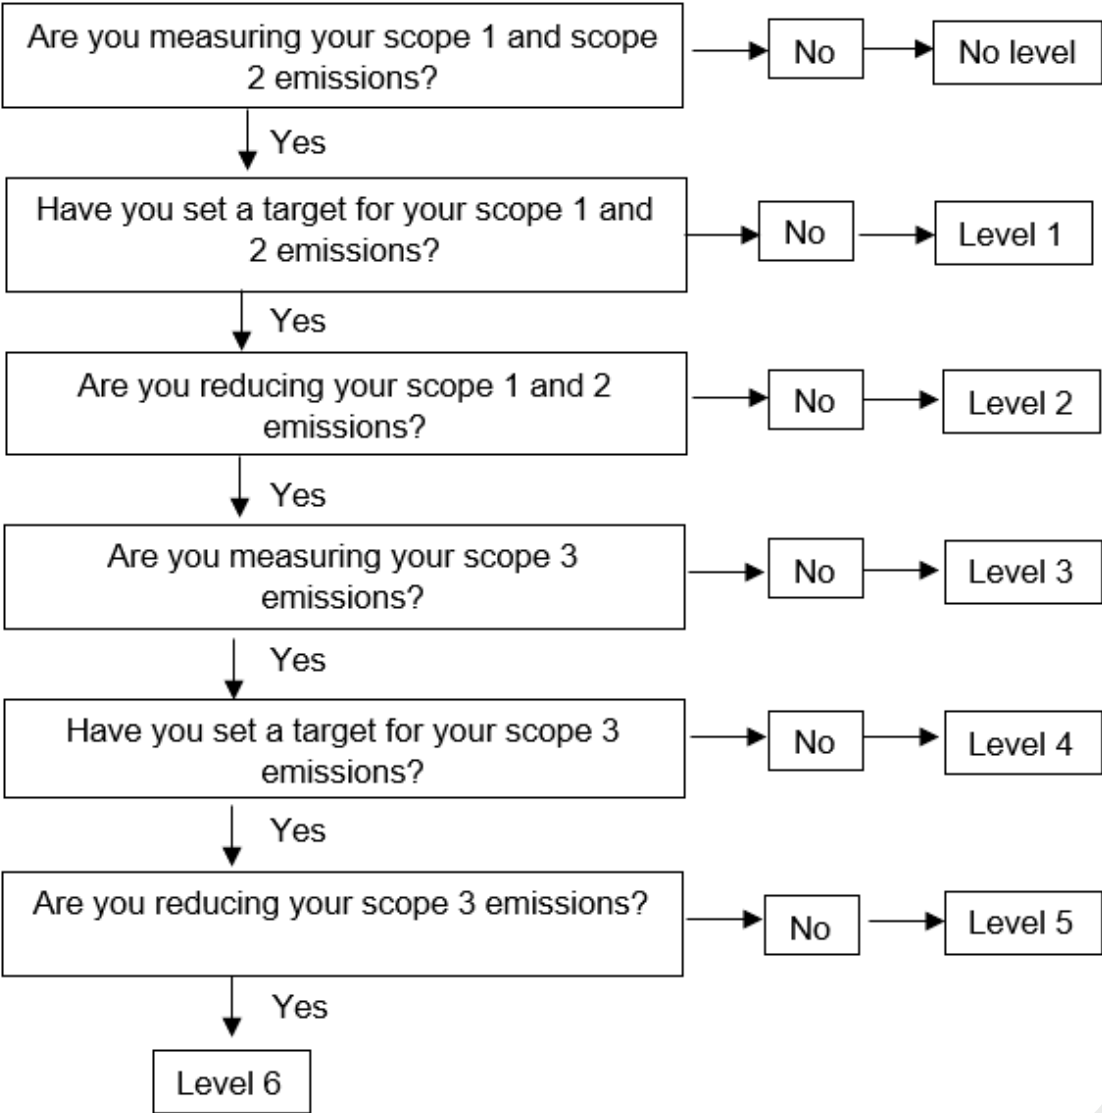 Are you measuring your scope 1 and scope
2 emissions?
No
No level
Yes
Have you set a target for your scope 1 and
2 emissions?
No
Level 1
Yes
Are you reducing your scope 1 and 2
emissions?
No
Level 2
Yes
Are you measuring your scope 3
emissions?
No
Level 3
Yes
Have you set a target for your scope 3
emissions?
No
Level 4
Yes
Are you reducing your scope 3 emissions?
No
Level 5
Yes
Level 6